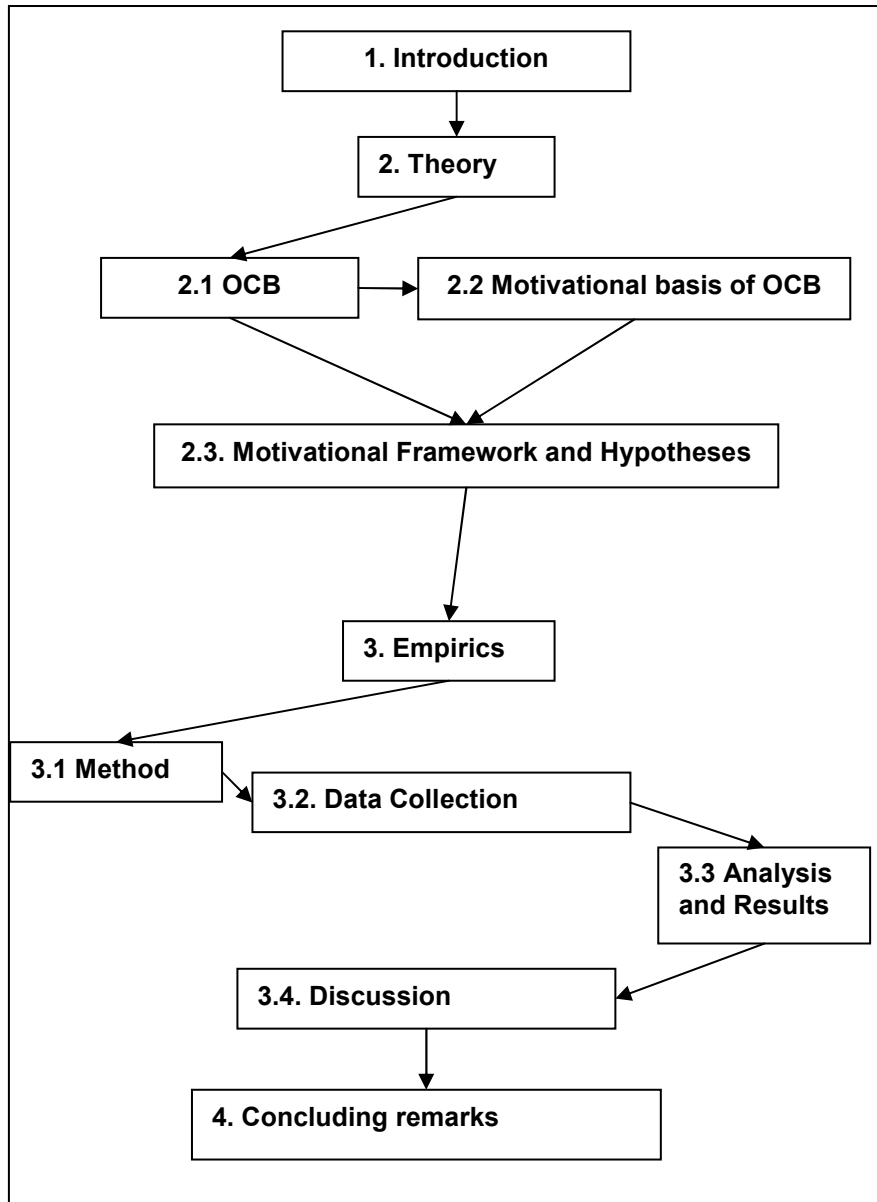 1. Introduction
2. Theory
2.1 OCB
2.2 Motivational basis of OCB
2.3. Motivational Framework and Hypotheses
3. Empirics
3.1 Method
3.2. Data Collection
3.3 Analysis
and Results
3.4. Discussion
4. Concluding remarks